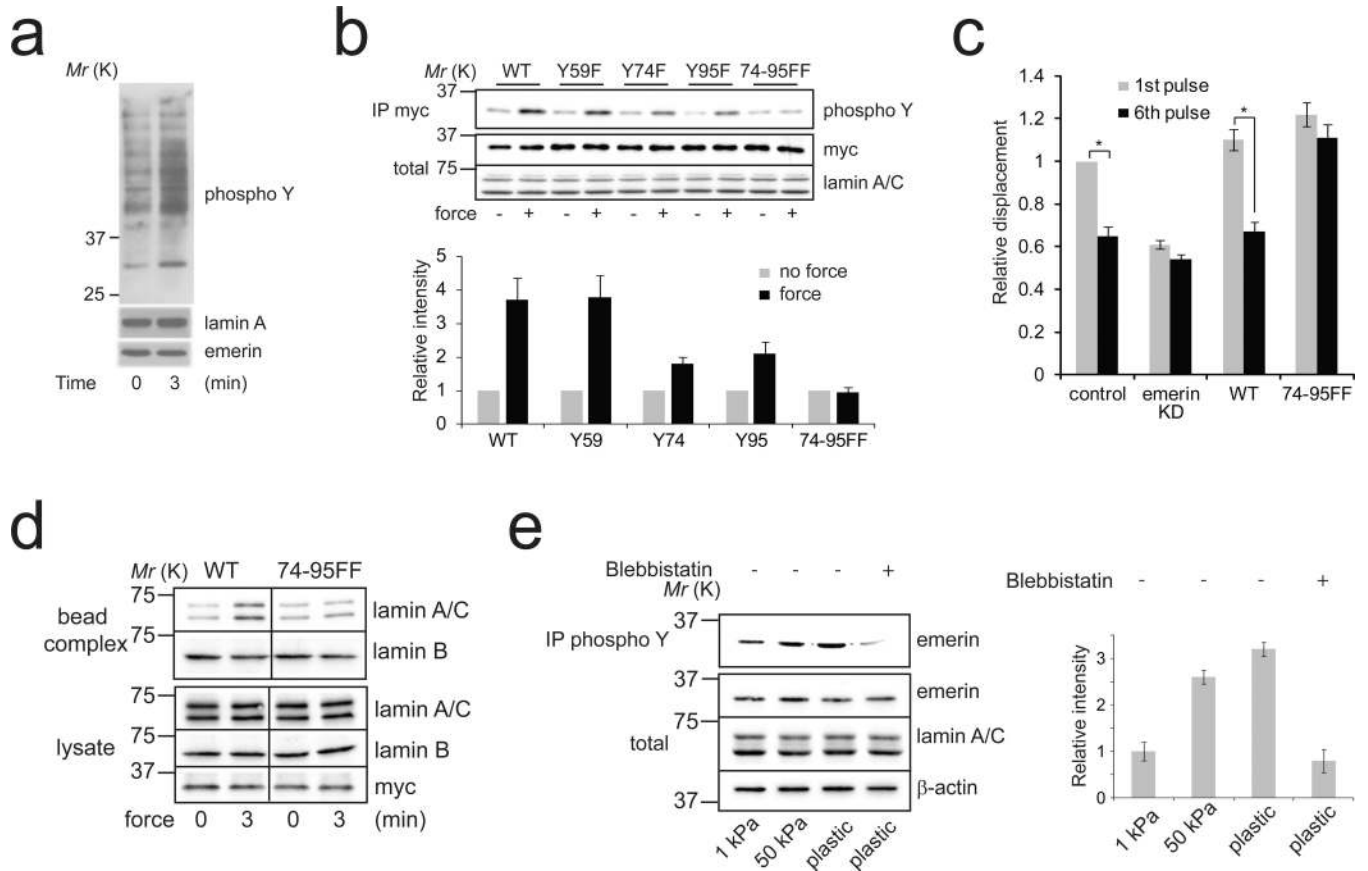 a
Mr (K)
phospho Y
37
25
lamin A
emerin
Time 0 3 (min)
b
Mr (K) WT Y59F Y74F Y95F 74-95FF
37
IP myc
phospho Y
37
myc
75
total
lamin A/C
force - + - + - + - + - +
Relative intensity
5
4
3
2
1
0
no force
force
WT Y59 Y74 Y95 74-95FF
c
Relative displacement
1.4
1.2
1
0.8
0.6
0.4
0.2
0
1st pulse
6th pulse
*
*
control emerin KD WT 74-95FF
d
Mr (K) WT 74-95FF
75
bead complex
lamin A/C
75
lamin B
75
lamin A/C
lysate
75
lamin B
37
myc
force 0 3 0 3 (min)
e
Blebbistatin - - - +
Mr (K)
37
IP phospho Y
emerin
37
emerin
75
total
lamin A/C
37
β-actin
1 kPa 50 kPa plastic plastic
Blebbistatin - - - +
Relative intensity
3
2
1
0
1 kPa 50 kPa plastic plastic